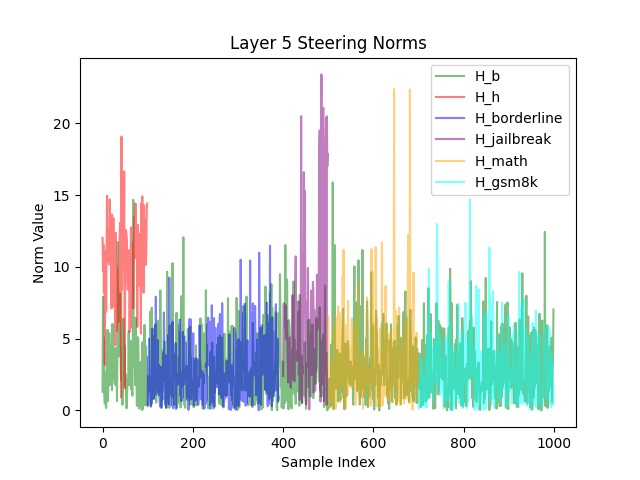 Layer 5 Steering Norms
H_b
H_h
H_borderline
H_jailbreak
H_math
H_gsm8k
20
15
10
5
0
Norm Value
0 200 400 600 800 1000
Sample Index